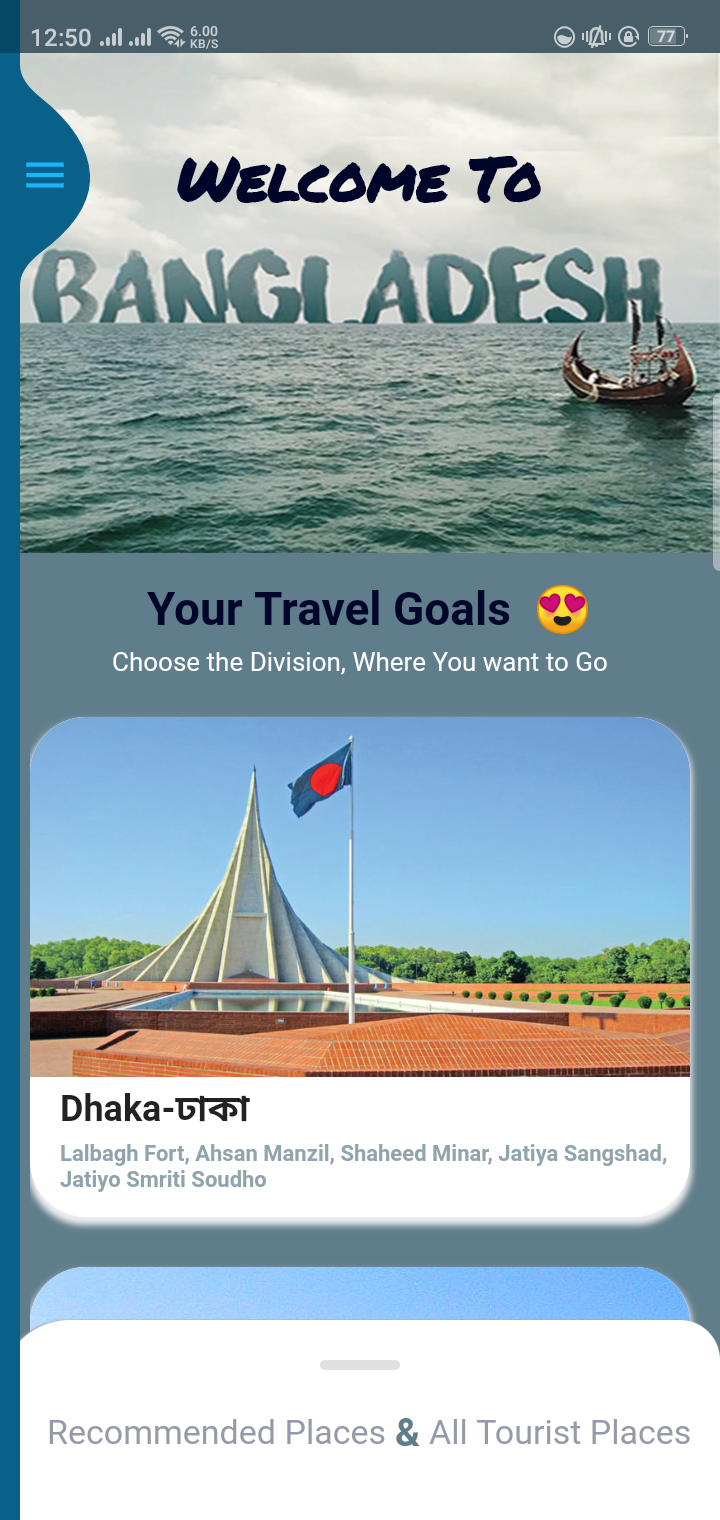 12:50
6.00
KB/S
77
Welcome To
BANGLADESH
Your Travel Goals 😍
Choose the Division, Where You want to Go
Dhaka-ঢাকা
Lalbagh Fort, Ahsan Manzil, Shaheed Minar, Jatiya Sangshad,
Jatiyo Smriti Soudho
Recommended Places & All Tourist Places